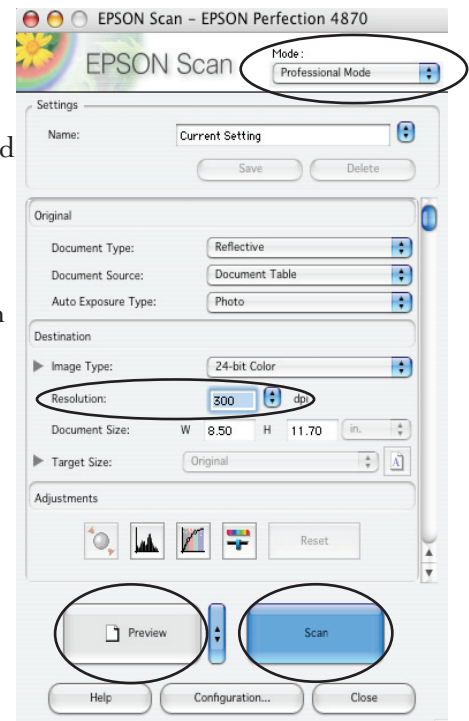 EPSON Scan - EPSON Perfection 4870
EPSON Scan
Mode:
Professional Mode
Settings
Name: Current Setting
Save Delete
Original
Document Type: Reflective
Document Source: Document Table
Auto Exposure Type: Photo
Destination
Image Type: 24-bit Color
Resolution: 300 dpi
Document Size: W 8.50 H 11.70 in.
Target Size: Original A
Adjustments
Reset
Preview Scan
Help Configuration... Close